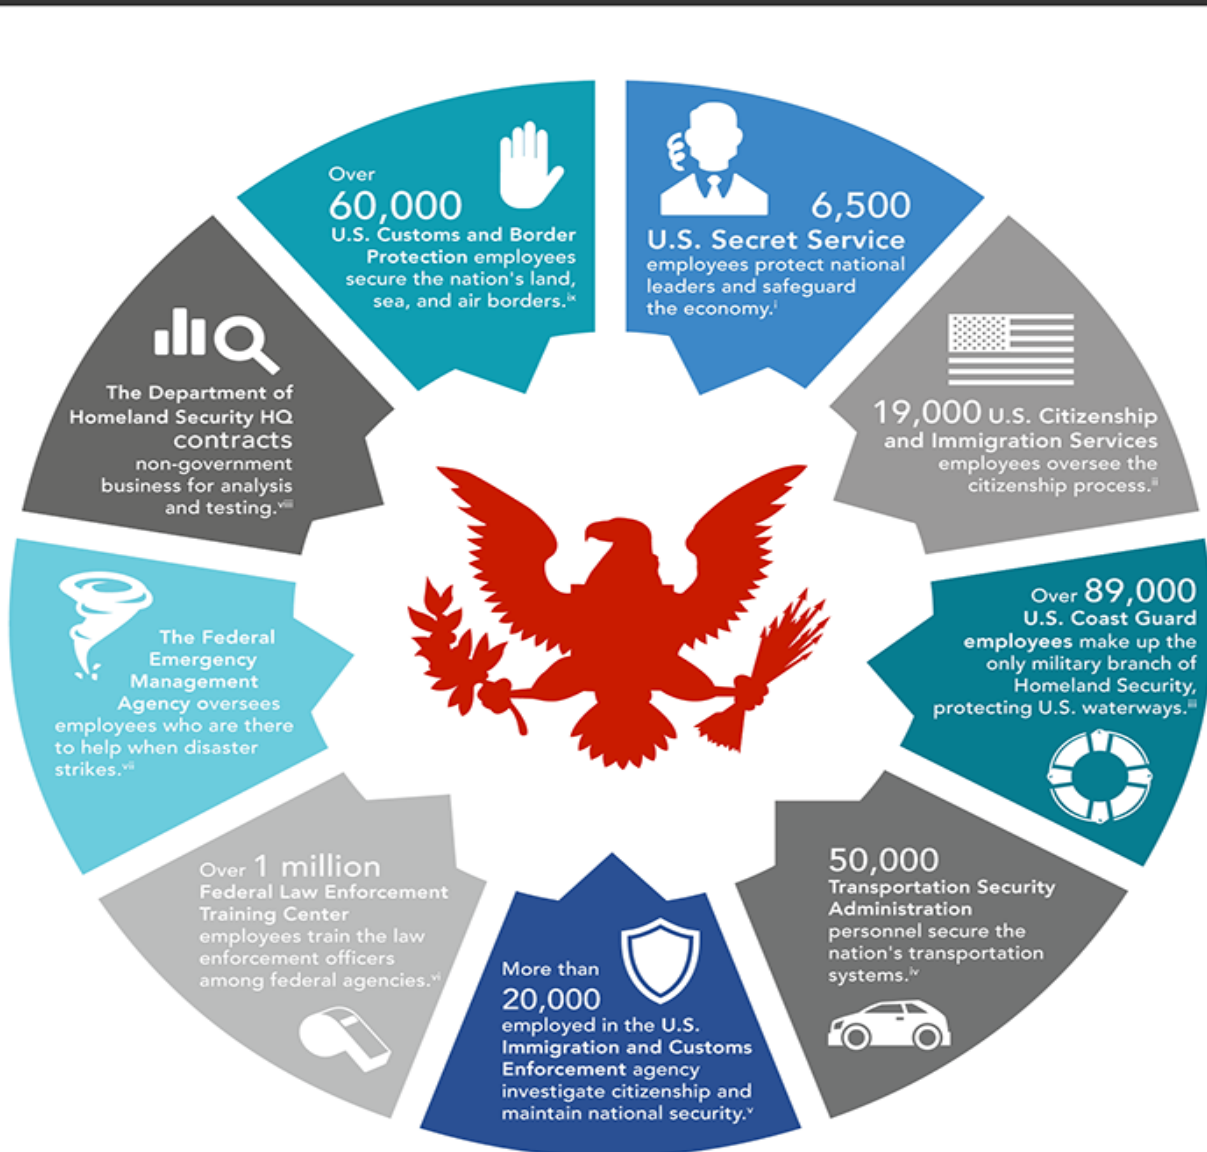 Over
60,000
U.S. Customs and Border
Protection employees
secure the nation's land,
sea, and air borders.ix
6,500
U.S. Secret Service
employees protect national
leaders and safeguard
the economy.i
19,000 U.S. Citizenship
and Immigration Services
employees oversee the
citizenship process.ii
Over 89,000
U.S. Coast Guard
employees make up the
only military branch of
Homeland Security,
protecting U.S. waterways.iii
50,000
Transportation Security
Administration
personnel secure the
nation's transportation
systems.iv
More than
20,000
employed in the U.S.
Immigration and Customs
Enforcement agency
investigate citizenship and
maintain national security.v
Over 1 million
Federal Law Enforcement
Training Center
employees train the law
enforcement officers
among federal agencies.vi
The Federal
Emergency
Management
Agency oversees
employees who are there
to help when disaster
strikes.vii
The Department of
Homeland Security HQ
contracts
non-government
business for analysis
and testing.viii